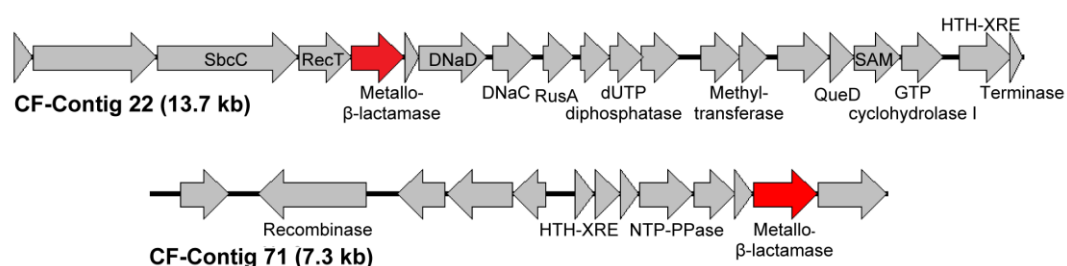 HTH-XRE
SbcC RecT DNaD SAM
Metallo-
β-lactamase
DNaC RusA dUTP
diphosphatase
Methyl-
transferase
QueD GTP
cyclohydrolase I
Terminase
CF-Contig 22 (13.7 kb)
Recombinase HTH-XRE NTP-PPase Metallo-
β-lactamase
CF-Contig 71 (7.3 kb)